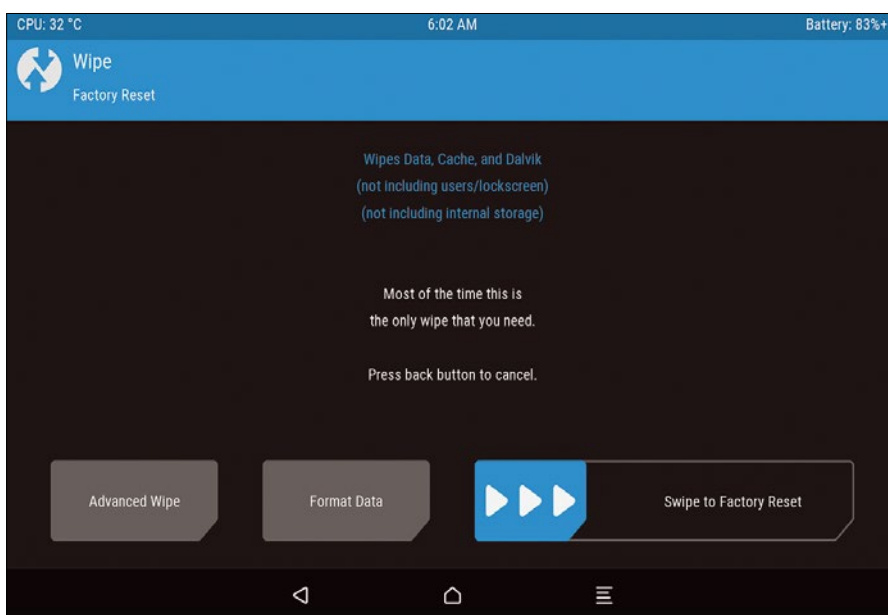 CPU: 32 °C 6:02 AM Battery: 83%+
Wipe
Factory Reset
Wipes Data, Cache, and Dalvik
(not including users/lockscreen)
(not including internal storage)
Most of the time this is
the only wipe that you need.
Press back button to cancel.
Advanced Wipe Format Data Swipe to Factory Reset